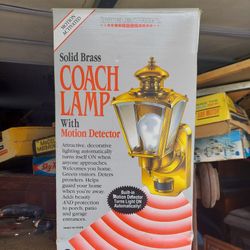 MOTION
ACTIVATED
Solid Brass
COACH
LAMP
With
Motion Detector
Attractive, decorative
lighting automatically
turns itself ON when
anyone approaches.
Welcomes you home.
Greets visitors. Deters
prowlers. Helps
guard your home
when you're away.
Adds beauty
AND protection
to porch, patio and
garage entrances.
Built-in
Motion Detector
Turns Light ON
Automatically!